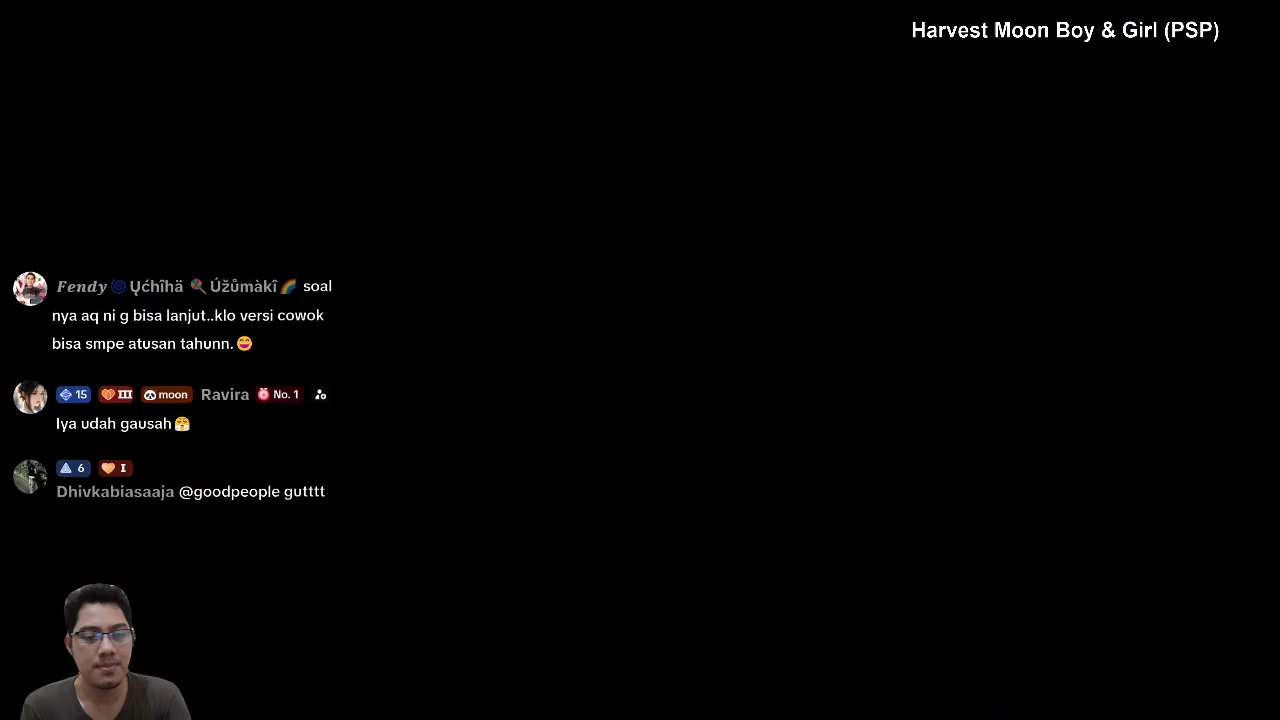 Harvest Moon Boy & Girl (PSP)
Fendy🌀Ųćhîhä 🍭Úžůmàkî🌈 soal
nya aq ni g bisa lanjut..klo versi cowok
bisa smpe atusan tahunn.😄
15 III moon Ravira No. 1
Iya udah gausah😤
6 I
Dhivkabiasaaja @goodpeople gutttt